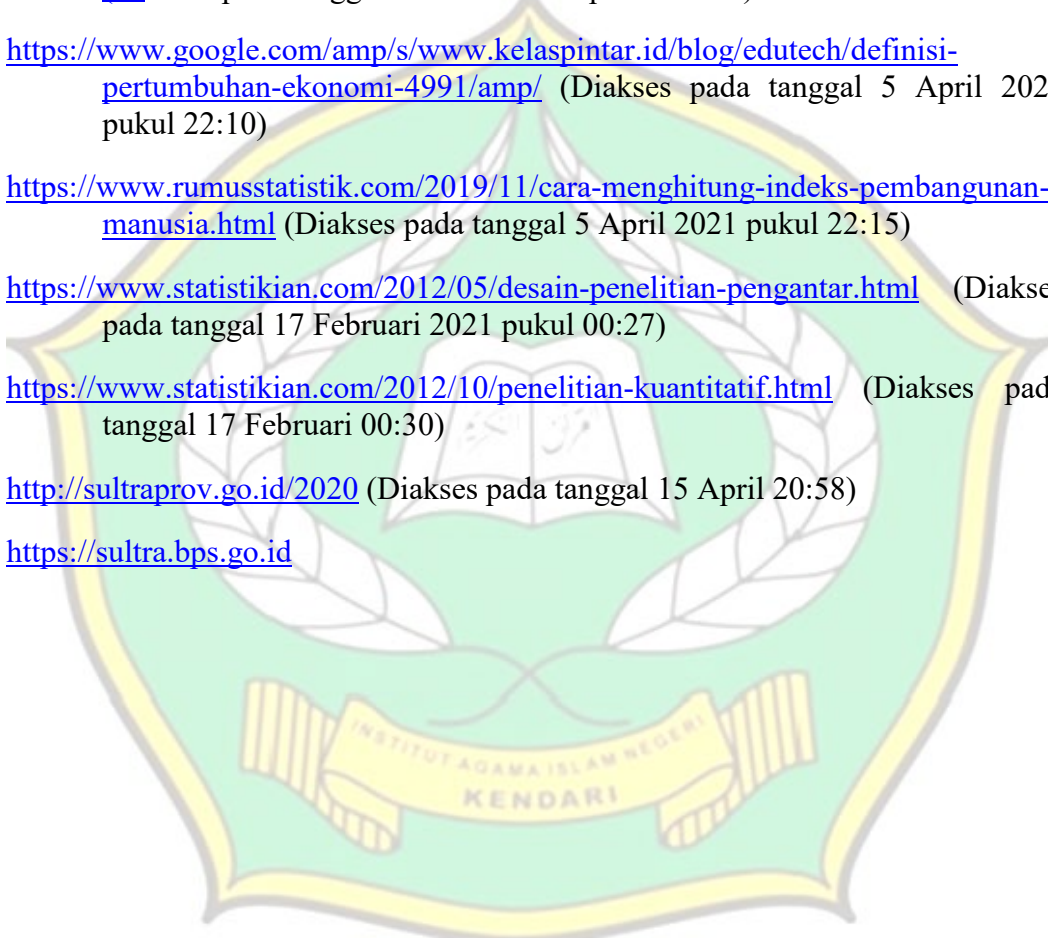 https://www.google.com/amp/s/www.kelaspintar.id/blog/edutech/definisi-
pertumbuhan-ekonomi-4991/amp/ (Diakses pada tanggal 5 April 202
pukul 22:10)
https://www.rumusstatistik.com/2019/11/cara-menghitung-indeks-pembangunan-
manusia.html (Diakses pada tanggal 5 April 2021 pukul 22:15)
https://www.statistikian.com/2012/05/desain-penelitian-pengantar.html (Diakse
pada tanggal 17 Februari 2021 pukul 00:27)
https://www.statistikian.com/2012/10/penelitian-kuantitatif.html (Diakses pad
tanggal 17 Februari 00:30)
http://sultraprov.go.id/2020 (Diakses pada tanggal 15 April 20:58)
https://sultra.bps.go.id
INSTITUT AGAMA ISLAM NEGERI
KENDARI